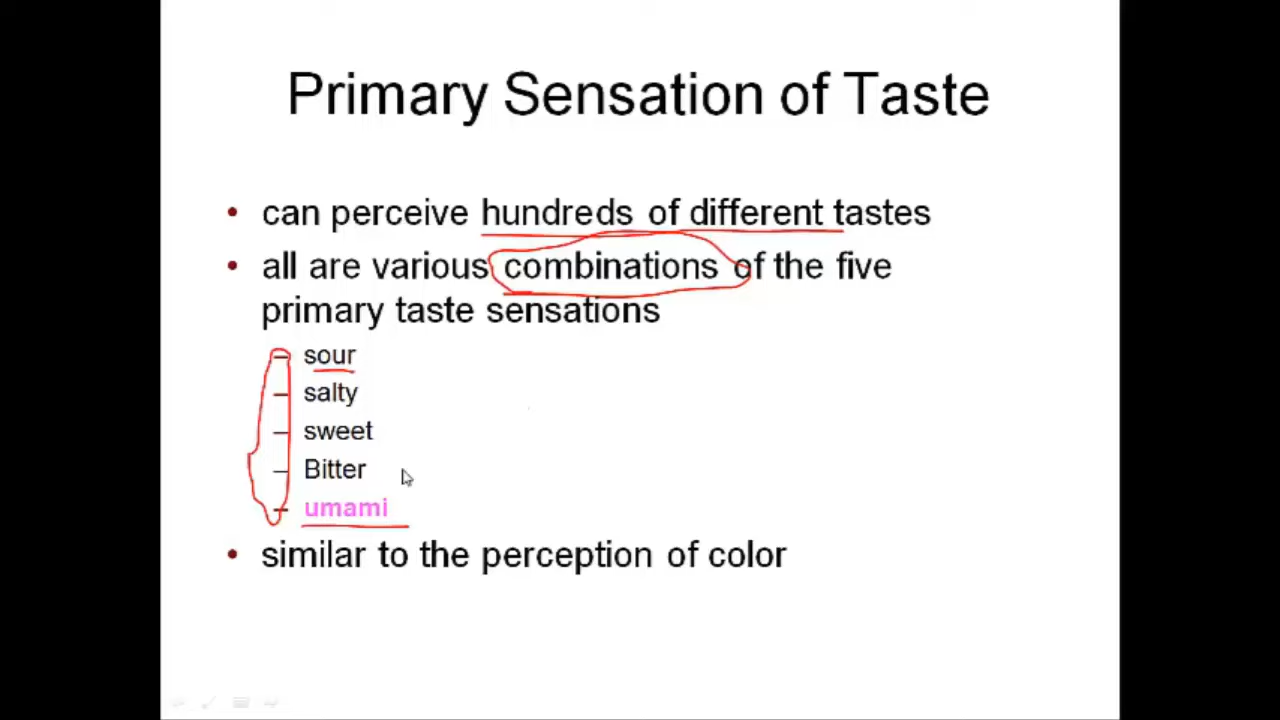 Primary Sensation of Taste
• can perceive hundreds of different tastes
• all are various combinations of the five
primary taste sensations
– sour
– salty
– sweet
– Bitter
– umami
• similar to the perception of color